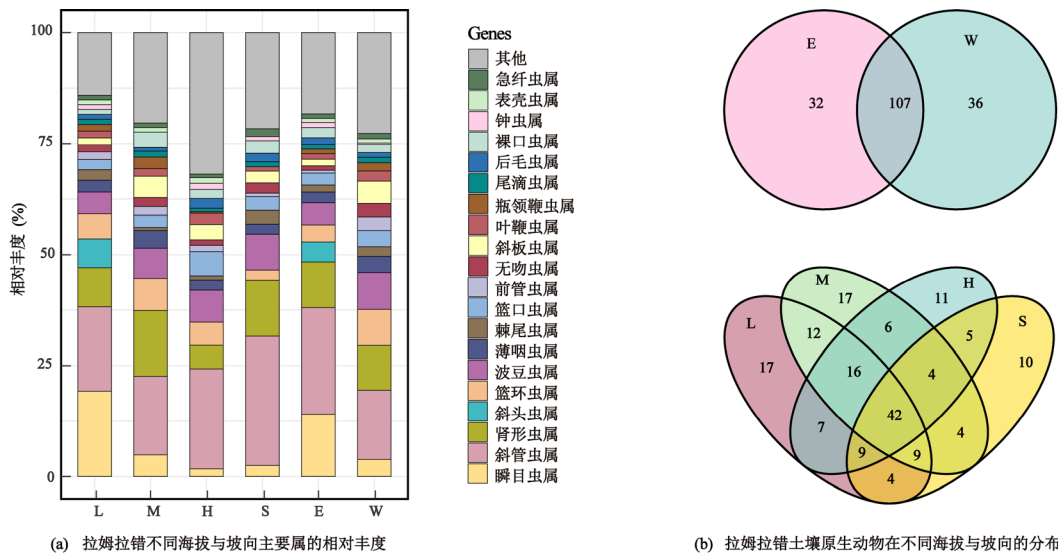 100
75
50
25
0
相对丰度 (%)
L M H S E W
Genes
其他
急纤虫属
表壳虫属
钟虫属
裸口虫属
后毛虫属
尾滴虫属
瓶领鞭虫属
叶鞭虫属
斜板虫属
无吻虫属
前管虫属
篮口虫属
棘尾虫属
薄咽虫属
波豆虫属
篮环虫属
斜头虫属
肾形虫属
斜管虫属
瞬目虫属
(a) 拉姆拉错不同海拔与坡向主要属的相对丰度
E W
32 107 36
M H
L S
17 11
12 6 5
17 16 4 10
42
7 4
9 9
4
(b) 拉姆拉错土壤原生动物在不同海拔与坡向的分布